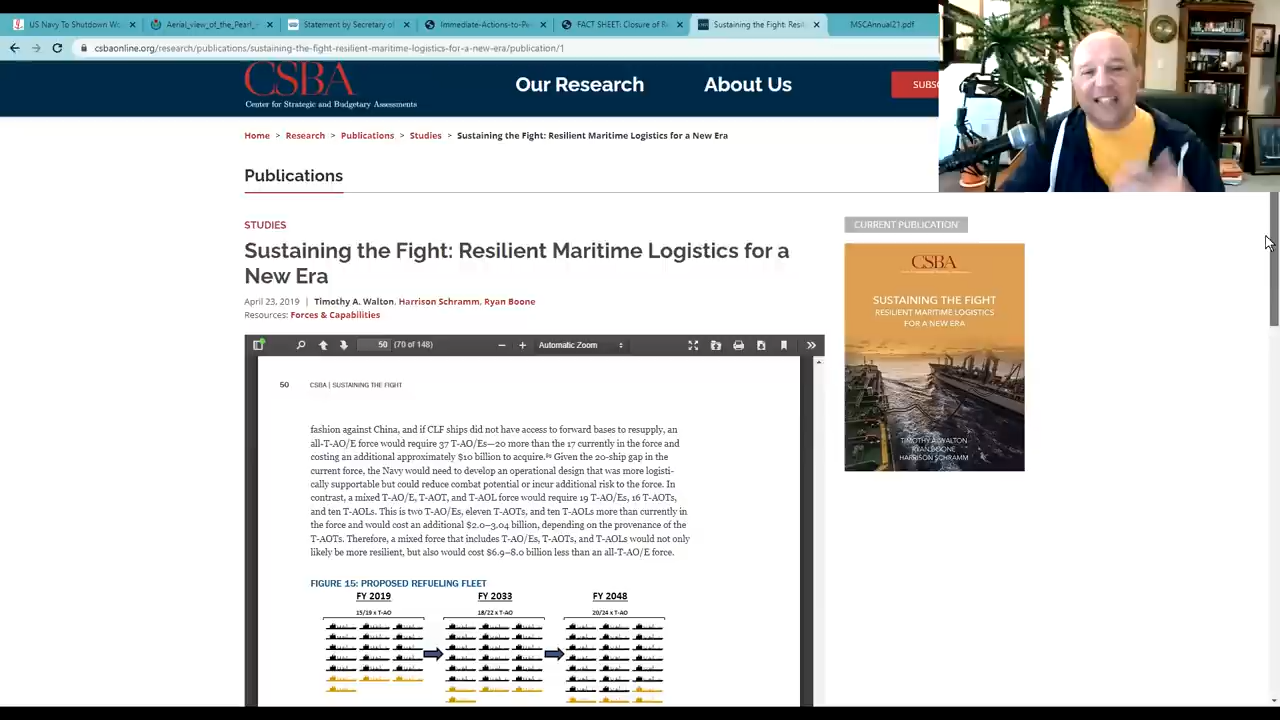 US Navy To Shutdown Wo
Aerial_view_of_the_Pearl_H
Statement by Secretary of
Immediate-Actions-to-Pe
FACT SHEET: Closure of R
Sustaining the Fight: Resilie
MSCAnnual21.pdf
csbaonline.org/research/publications/sustaining-the-fight-resilient-maritime-logistics-for-a-new-era/publication/1
CSBA
Center for Strategic and Budgetary Assessments
Our Research
About Us
SUBS
Home > Research > Publications > Studies > Sustaining the Fight: Resilient Maritime Logistics for a New Era
Publications
STUDIES
Sustaining the Fight: Resilient Maritime Logistics for a
New Era
April 23, 2019 | Timothy A. Walton, Harrison Schramm, Ryan Boone
Resources: Forces & Capabilities
50 (70 of 148)
Automatic Zoom
50 CSBA | SUSTAINING THE FIGHT
fashion against China, and if CLF ships did not have access to forward bases to resupply, an
all-T-AO/E force would require 37 T-AO/Es—20 more than the 17 currently in the force and
costing an additional approximately $10 billion to acquire. Given the 20-ship gap in the
current force, the Navy would need to develop an operational design that was more logisti-
cally supportable but could reduce combat potential or incur additional risk to the force. In
contrast, a mixed T-AO/E, T-AOT, and T-AOL force would require 19 T-AO/Es, 16 T-AOTs,
and ten T-AOLs. This is two T-AO/Es, eleven T-AOTs, and ten T-AOLs more than currently in
the force and would cost an additional $2.0–3.04 billion, depending on the provenance of the
T-AOTs. Therefore, a mixed force that includes T-AO/Es, T-AOTs, and T-AOLs would not only
likely be more resilient, but also would cost $6.9–8.0 billion less than an all-T-AO/E force.
FIGURE 15: PROPOSED REFUELING FLEET
FY 2019 FY 2033 FY 2048
15/19 x T-AO 18/22 x T-AO 20/24 x T-AO
CURRENT PUBLICATION
CSBA
SUSTAINING THE FIGHT
RESILIENT MARITIME LOGISTICS
FOR A NEW ERA
TIMOTHY A. WALTON
RYAN BOONE
HARRISON SCHRAMM